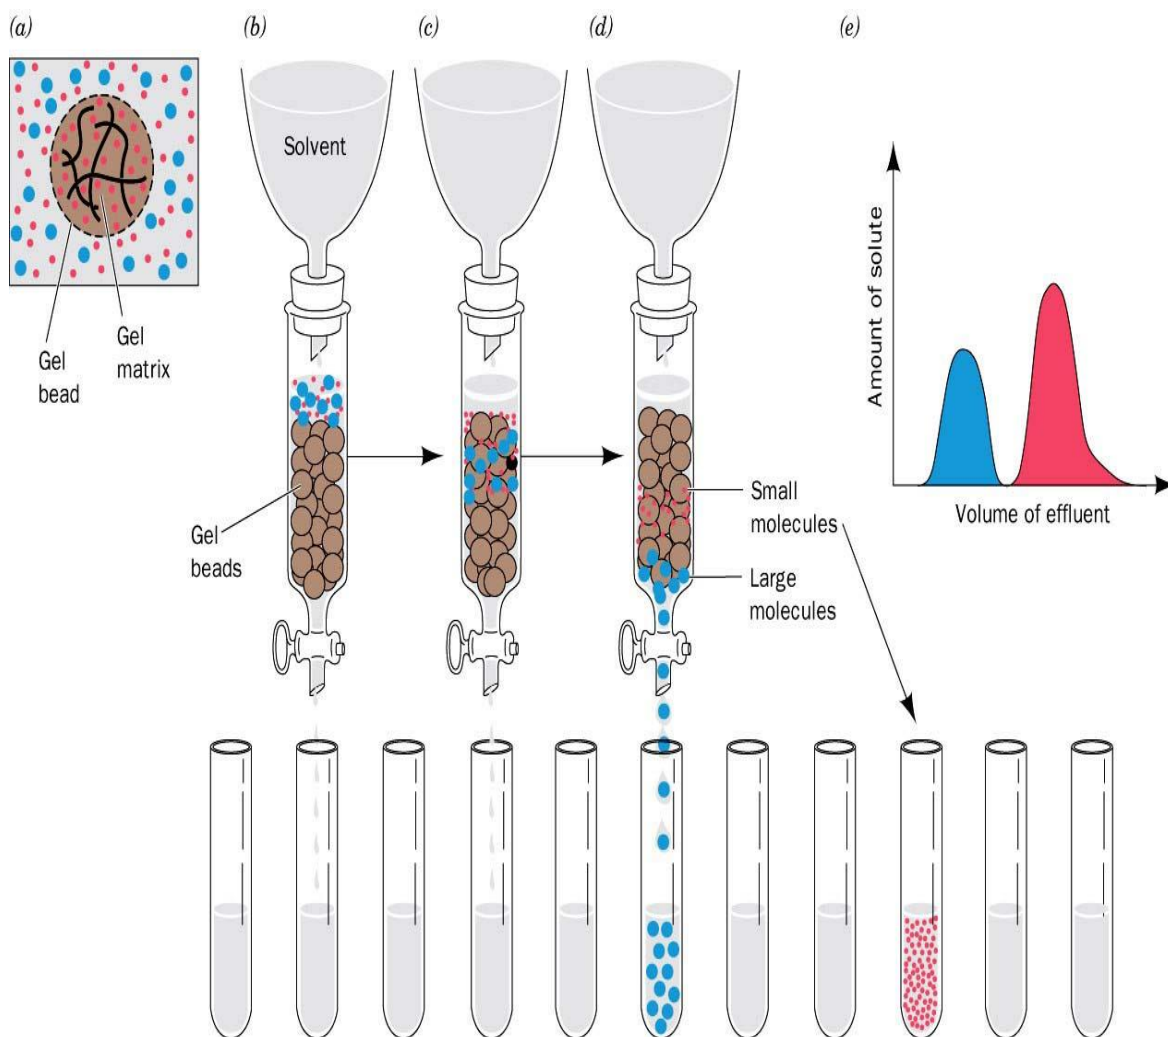 (a)
(b)
(c)
(d)
(e)
Solvent
Gel
bead
Gel
matrix
Gel
beads
Small
molecules
Large
molecules
Amount of solute
Volume of effluent